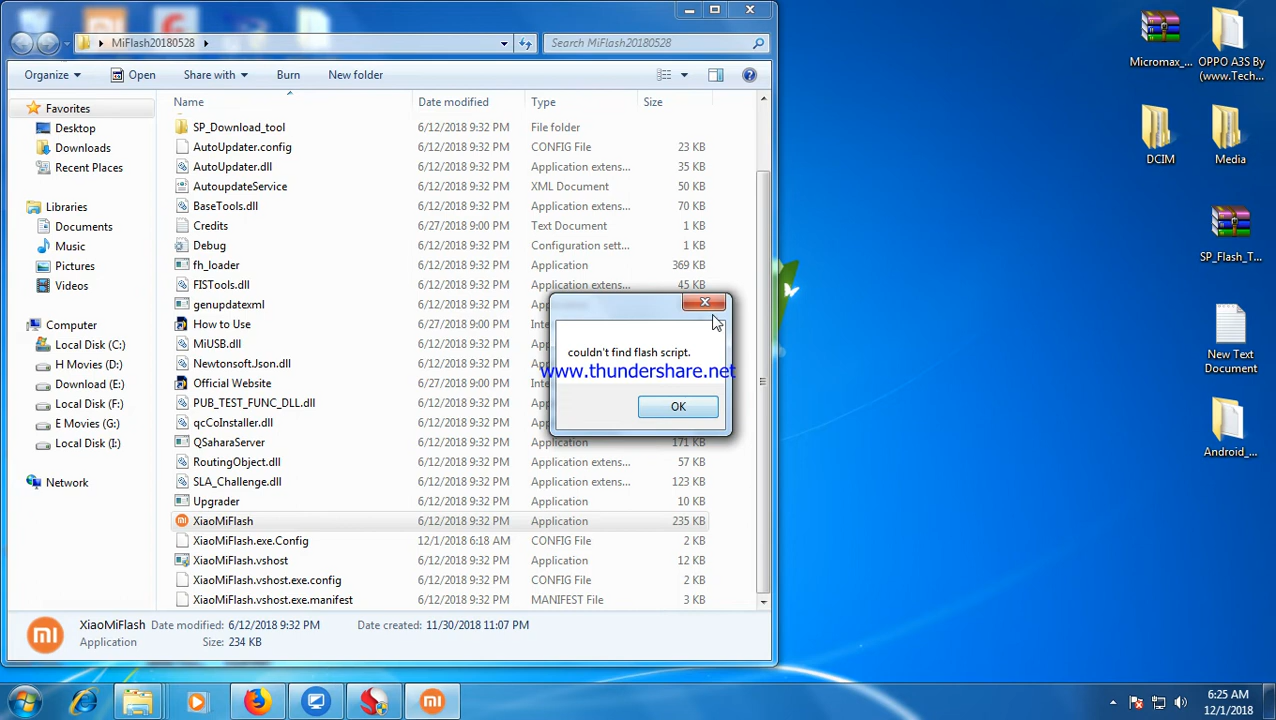 MiFlash20180528
Search MiFlash20180528
Organize Open Share with Burn New folder
Name Date modified Type Size
Favorites
Desktop
Downloads
Recent Places
Libraries
Documents
Music
Pictures
Videos
Computer
Local Disk (C:)
H Movies (D:)
Download (E:)
Local Disk (F:)
E Movies (G:)
Local Disk (I:)
Network
SP_Download_tool 6/12/2018 9:32 PM File folder
AutoUpdater.config 6/12/2018 9:32 PM CONFIG File 23 KB
AutoUpdater.dll 6/12/2018 9:32 PM Application extens... 35 KB
AutoupdateService 6/12/2018 9:32 PM XML Document 50 KB
BaseTools.dll 6/12/2018 9:32 PM Application extens... 70 KB
Credits 6/27/2018 9:00 PM Text Document 1 KB
Debug 6/12/2018 9:32 PM Configuration sett... 1 KB
fh_loader 6/12/2018 9:32 PM Application 369 KB
FISTools.dll 6/12/2018 9:32 PM Application extens... 45 KB
genupdatexml 6/12/2018 9:32 PM
How to Use 6/27/2018 9:00 PM
MiUSB.dll 6/12/2018 9:32 PM
Newtonsoft.Json.dll 6/12/2018 9:32 PM
Official Website 6/27/2018 9:00 PM
PUB_TEST_FUNC_DLL.dll 6/12/2018 9:32 PM
qcCoInstaller.dll 6/12/2018 9:32 PM
QSaharaServer 6/12/2018 9:32 PM Application 171 KB
RoutingObject.dll 6/12/2018 9:32 PM Application extens... 57 KB
SLA_Challenge.dll 6/12/2018 9:32 PM Application extens... 123 KB
Upgrader 6/12/2018 9:32 PM Application 10 KB
XiaoMiFlash 6/12/2018 9:32 PM Application 235 KB
XiaoMiFlash.exe.Config 12/1/2018 6:18 AM CONFIG File 2 KB
XiaoMiFlash.vshost 6/12/2018 9:32 PM Application 12 KB
XiaoMiFlash.vshost.exe.config 6/12/2018 9:32 PM CONFIG File 2 KB
XiaoMiFlash.vshost.exe.manifest 6/12/2018 9:32 PM MANIFEST File 3 KB
couldn't find flash script.
www.thundershare.net
OK
XiaoMiFlash Date modified: 6/12/2018 9:32 PM Date created: 11/30/2018 11:07 PM
Application Size: 234 KB
Micromax_...
OPPO A3S By
(www.Tech...
DCIM
Media
SP_Flash_T...
New Text
Document
Android_...
6:25 AM
12/1/2018